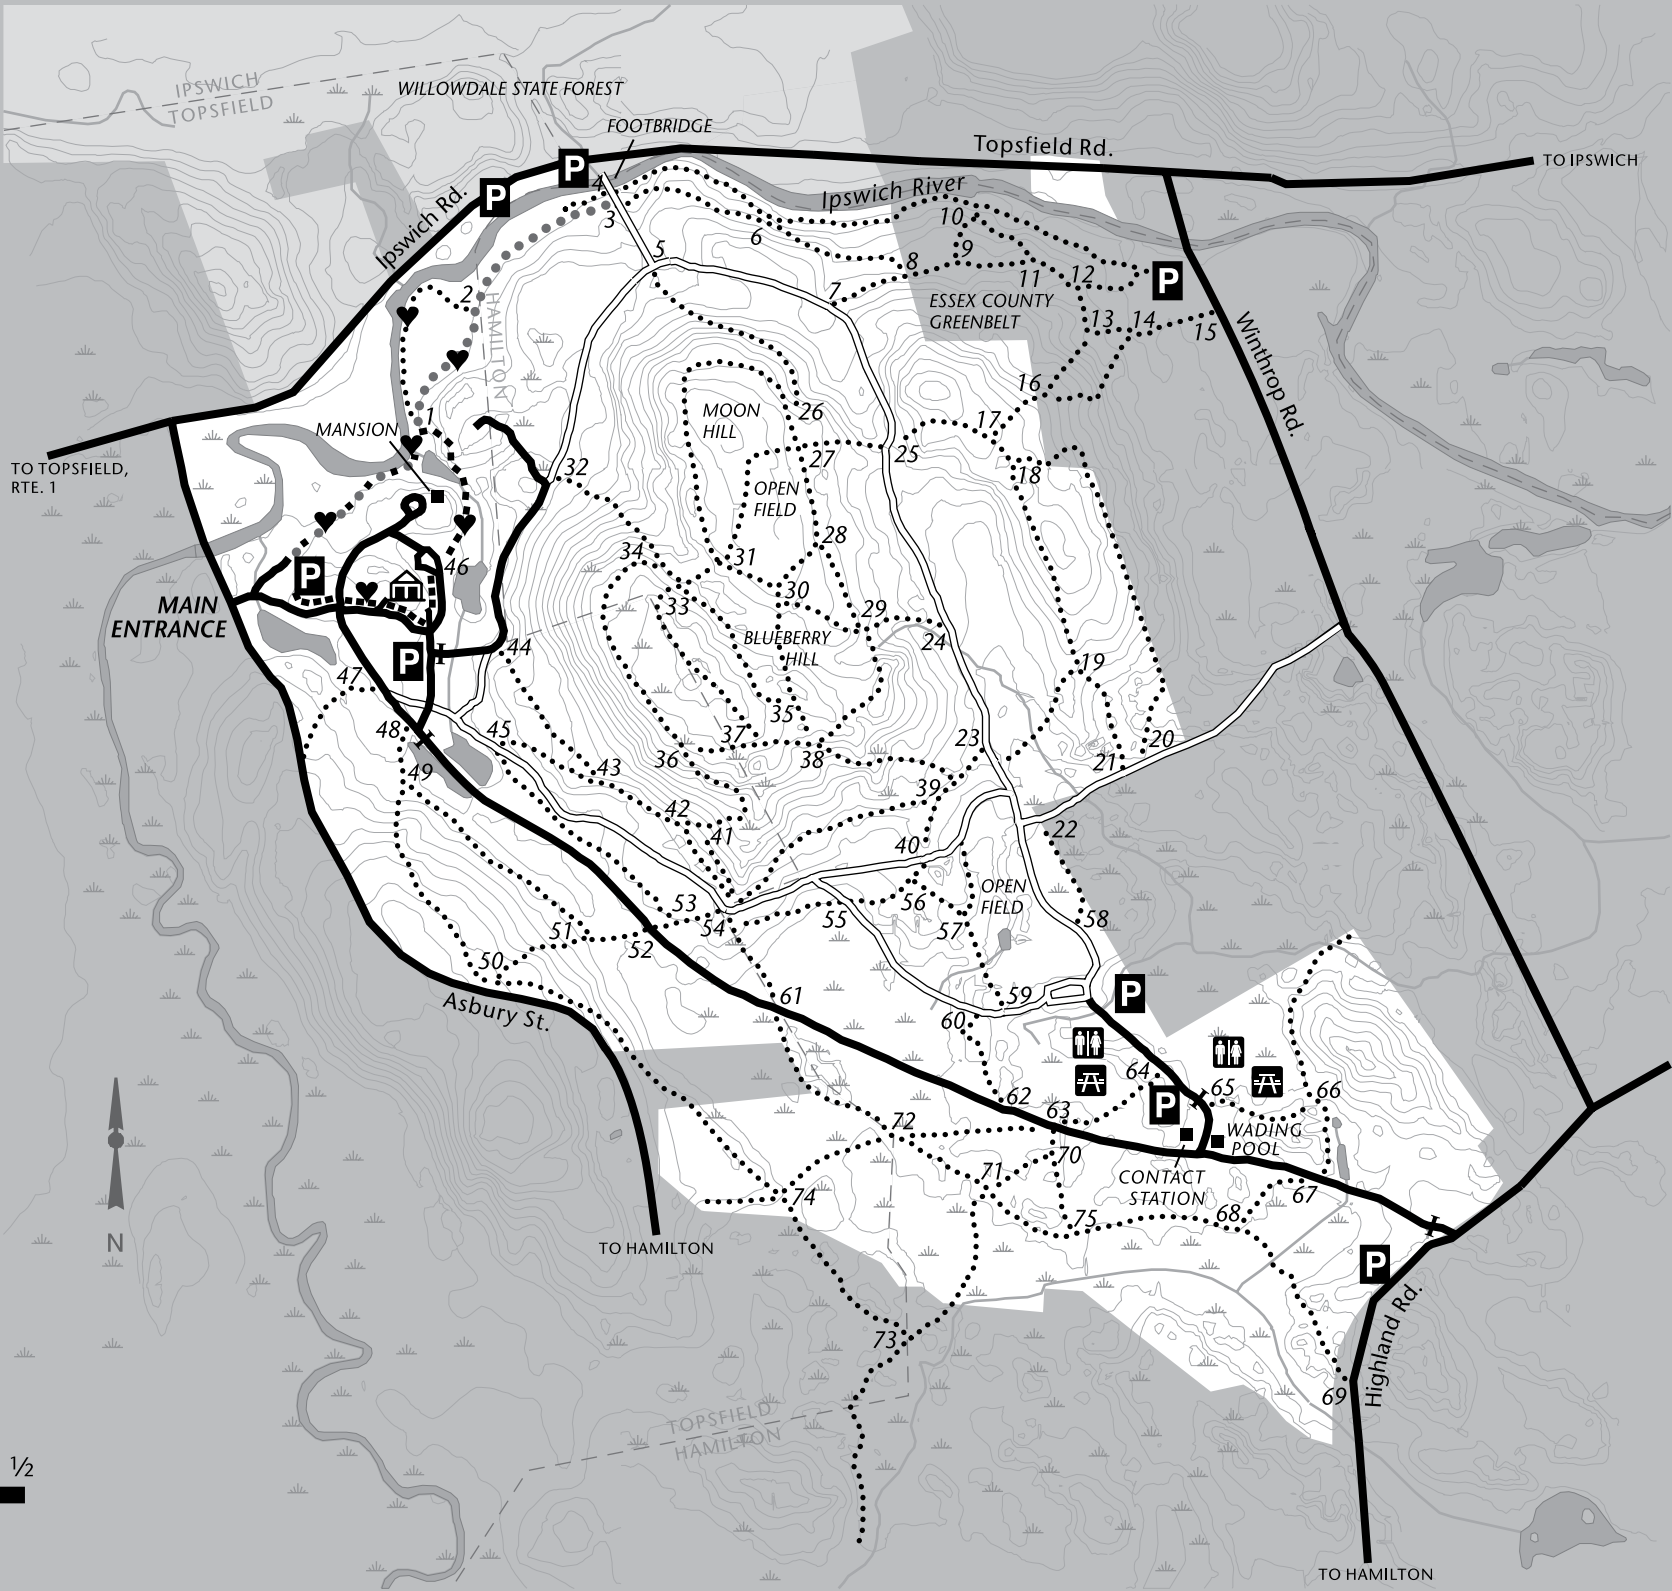 IPSWICH
TOPSFIELD
WILLOWDALE STATE FOREST
FOOTBRIDGE
Topsfield Rd.
TO IPSWICH
P
P
4
Ipswich Rd.
3
Ipswich River
10
6
5
9
8
11
12
P
2
HAMILTON
7
ESSEX COUNTY
GREENBELT
13
14
15
Winthrop Rd.
16
1
MANSION
MOON
HILL
26
17
25
TO TOPSFIELD,
RTE. 1
32
27
18
OPEN
FIELD
28
34
31
46
P
30
33
29
MAIN
ENTRANCE
BLUEBERRY
HILL
24
44
P
I
47
19
35
48
45
37
23
20
I
49
43
36
38
21
39
42
41
40
22
OPEN
FIELD
53
54
56
55
57
58
51
52
50
Asbury St.
61
59
P
60
64
62
63
P
I
65
66
72
WADING
POOL
70
71
CONTACT
STATION
67
74
75
68
I
N
TO HAMILTON
P
Highland Rd.
73
69
TOPSFIELD
HAMILTON
½
TO HAMILTON